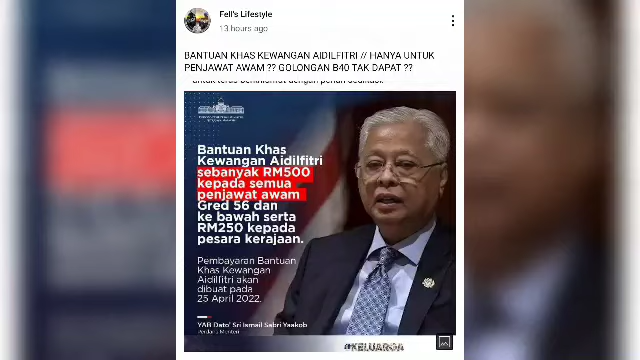 Fell's Lifestyle
13 hours ago
BANTUAN KHAS KEWANGAN AIDILFITRI // HANYA UNTUK
PENJAWAT AWAM ?? GOLONGAN B40 TAK DAPAT ??
Bantuan Khas
Kewangan Aidilfitri
sebanyak RM500
kepada semua
penjawat awam
Gred 56 dan
ke bawah serta
RM250 kepada
pesara kerajaan.
Pembayaran Bantuan
Khas Kewangan
Aidilfitri akan
dibuat pada
25 April 2022.
YAB Dato' Sri Ismail Sabri Yaakob
Perdana Menteri
#KELUARGA